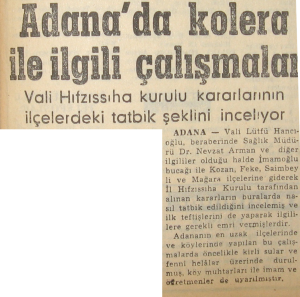 Adana'da kolera
ile ilgili çalışmalar
Vali Hıfzıssıha kurulu kararlarının
ilçelerdeki tatbik şeklini inceliyor
ADANA — Vali Lûtfü Hancı-
oğlu, beraberinde Sağlık Müdü-
rü Dr. Nevzat Arman ve diğer
ilgililer olduğu halde İmamoğlu
bucağı ile Kozan, Feke, Saimbey
li ve Mağara ilçelerine giderek
İl Hıfzıssıha Kurulu tarafından
alınan kararların buralarda na-
sıl tatbik edildiğini incelemiş ve
ilk teftişlerini de yaparak ilgili-
lere gerekli emri vermişlerdir.
Adananın en uzak ilçelerinde
ve köylerinde yapılan bu çalış-
malarda öncelikle kirli sular ve
fennî helâlar üzerinde durul-
muş, köy muhtarları ile imam ve
öğretmenler de uyarılmıştır.